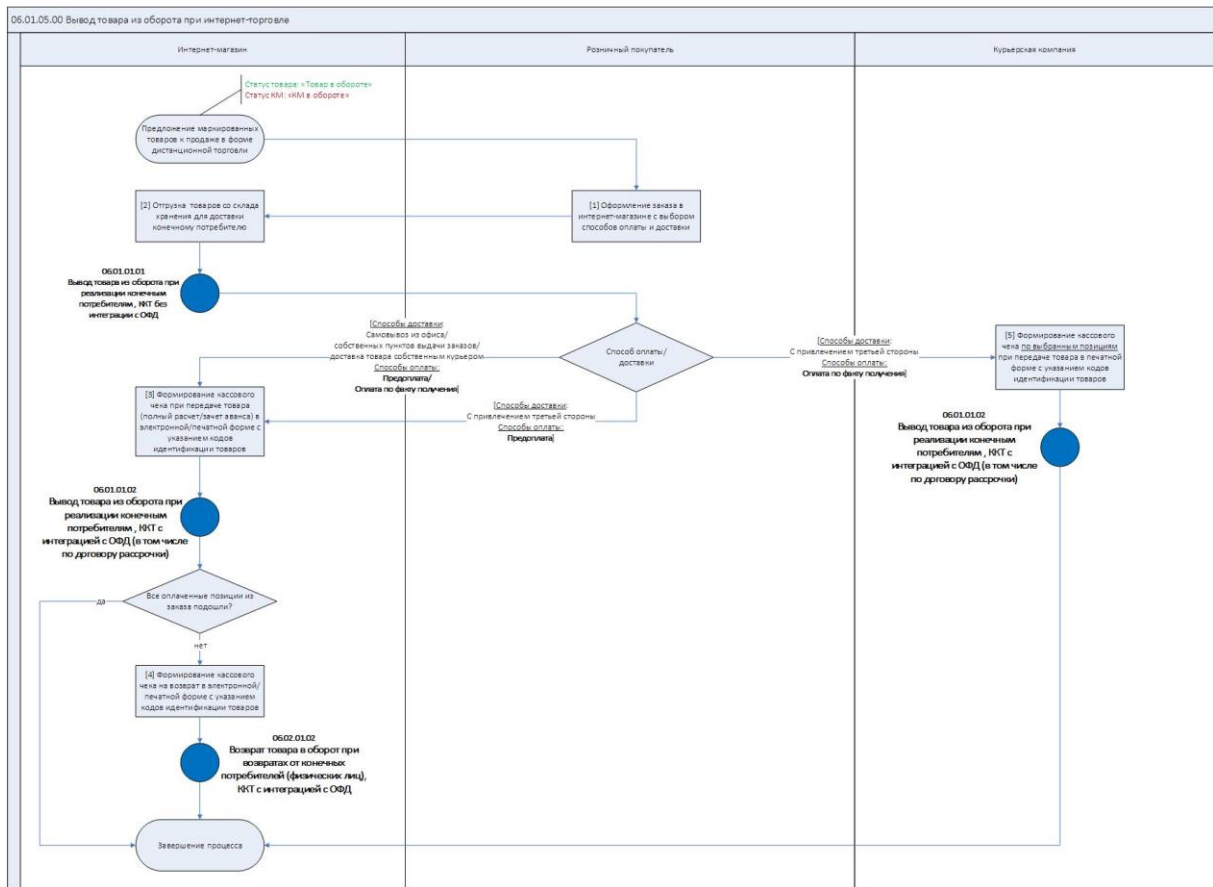 06.01.05.00 Вывод товара из оборота при интернет-торговле
Интернет-магазин
Розничный покупатель
Курьерская компания
Статус товара: «Товар в обороте»
Статус КМ: «КМ в обороте»
Предложение маркированных
товаров к продаже в форме
дистанционной торговли
[2] Отгрузка товаров со склада
хранения для доставки
конечному потребителю
[1] Оформление заказа в
интернет-магазине с выбором
способов оплаты и доставки
06.01.01.01
Вывод товара из оборота при
реализации конечным
потребителям , ККТ без
интеграции с ОФД
[Способы доставки:
Самовывоз из офиса/
собственных пунктов выдачи заказов/
доставка товара собственным курьером
Способы оплаты:
Предоплата/
Оплата по факту получения]
Способ оплаты/
доставки
[Способы доставки:
С привлечением третьей стороны
Способы оплаты:
Оплата по факту получения]
[5] Формирование кассового
чека по выбранным позициям
при передаче товара в печатной
форме с указанием кодов
идентификации товаров
[3] Формирование кассового
чека при передаче товара
(полный расчет/зачет аванса) в
электронной/печатной форме с
указанием кодов
идентификации товаров
[Способы доставки:
С привлечением третьей стороны
Способы оплаты:
Предоплата]
06.01.01.02
Вывод товара из оборота при
реализации конечным
потребителям , ККТ с
интеграцией с ОФД (в том числе
по договору рассрочки)
06.01.01.02
Вывод товара из оборота при
реализации конечным
потребителям , ККТ с
интеграцией с ОФД (в том числе
по договору рассрочки)
Все оплаченные позиции из
заказа подошли?
да
нет
[4] Формирование кассового
чека на возврат в электронной/
печатной форме с указанием
кодов идентификации товаров
06.02.01.02
Возврат товара в оборот при
возвратах от конечных
потребителей (физических лиц),
ККТ с интеграцией с ОФД
Завершение процесса